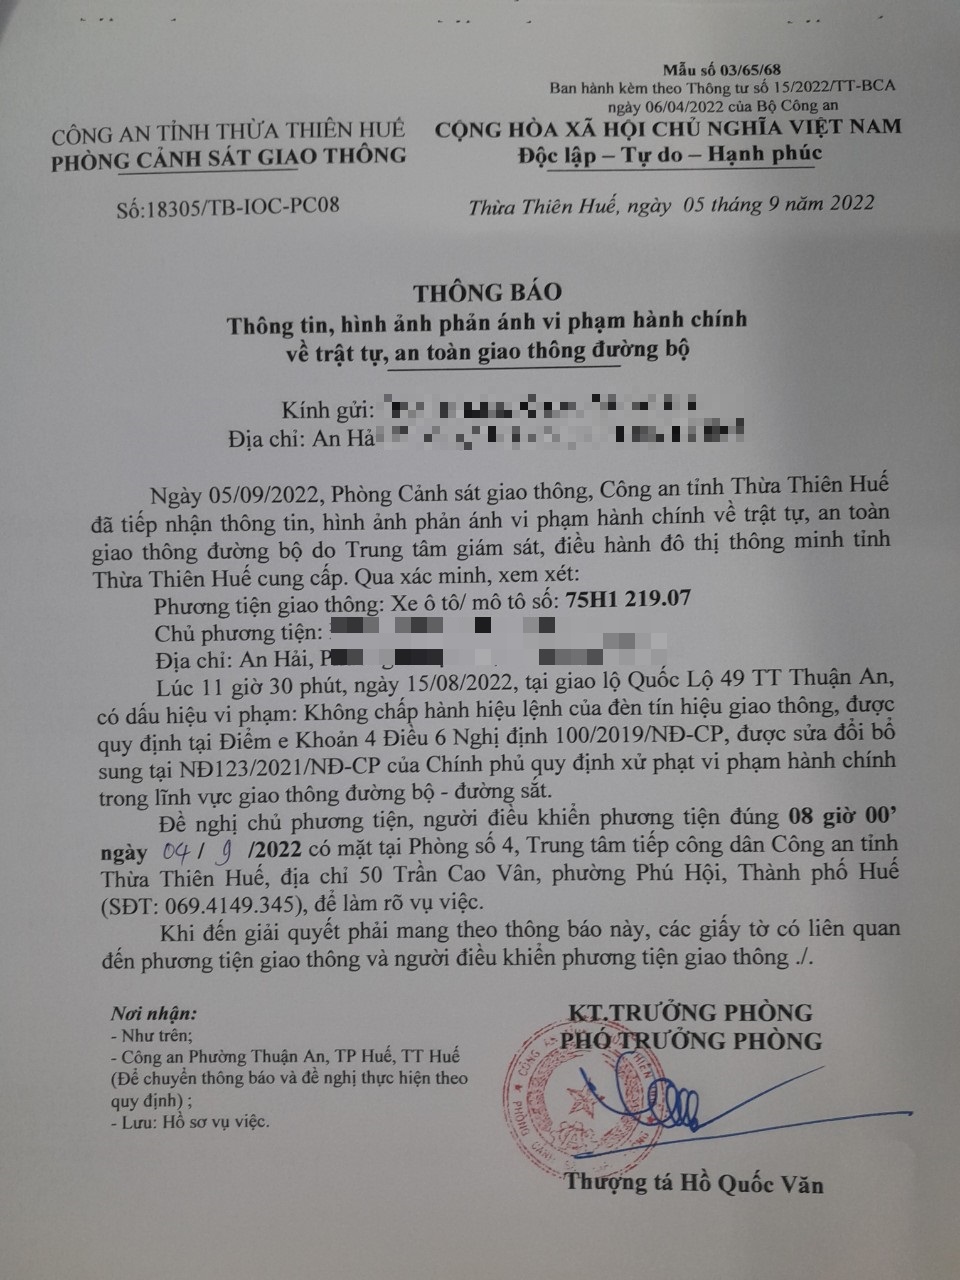 Mẫu số 03/65/68
Ban hành kèm theo Thông tư số 15/2022/TT-BCA
ngày 06/04/2022 của Bộ Công an
CÔNG AN TỈNH THỪA THIÊN HUẾ
PHÒNG CẢNH SÁT GIAO THÔNG
CỘNG HÒA XÃ HỘI CHỦ NGHĨA VIỆT NAM
Độc lập – Tự do – Hạnh phúc
Số:18305/TB-IOC-PC08
Thừa Thiên Huế, ngày 05 tháng 9 năm 2022
THÔNG BÁO
Thông tin, hình ảnh phản ánh vi phạm hành chính
về trật tự, an toàn giao thông đường bộ
Kính gửi:
Địa chỉ: An Hả
Ngày 05/09/2022, Phòng Cảnh sát giao thông, Công an tỉnh Thừa Thiên Huế
đã tiếp nhận thông tin, hình ảnh phản ánh vi phạm hành chính về trật tự, an toàn
giao thông đường bộ do Trung tâm giám sát, điều hành đô thị thông minh tỉnh
Thừa Thiên Huế cung cấp. Qua xác minh, xem xét:
Phương tiện giao thông: Xe ô tô/ mô tô số: 75H1 219.07
Chủ phương tiện:
Địa chỉ: An Hải, P
Lúc 11 giờ 30 phút, ngày 15/08/2022, tại giao lộ Quốc Lộ 49 TT Thuận An,
có dấu hiệu vi phạm: Không chấp hành hiệu lệnh của đèn tín hiệu giao thông, được
quy định tại Điểm e Khoản 4 Điều 6 Nghị định 100/2019/NĐ-CP, được sửa đổi bổ
sung tại NĐ123/2021/NĐ-CP của Chính phủ quy định xử phạt vi phạm hành chính
trong lĩnh vực giao thông đường bộ - đường sắt.
Đề nghị chủ phương tiện, người điều khiển phương tiện đúng 08 giờ 00’
ngày 04 / 9 /2022 có mặt tại Phòng số 4, Trung tâm tiếp công dân Công an tỉnh
Thừa Thiên Huế, địa chỉ 50 Trần Cao Vân, phường Phú Hội, Thành phố Huế
(SĐT: 069.4149.345), để làm rõ vụ việc.
Khi đến giải quyết phải mang theo thông báo này, các giấy tờ có liên quan
đến phương tiện giao thông và người điều khiển phương tiện giao thông ./.
Nơi nhận:
- Như trên;
- Công an Phường Thuận An, TP Huế, TT Huế
(Để chuyển thông báo và đề nghị thực hiện theo
quy định) ;
- Lưu: Hồ sơ vụ việc.
KT.TRƯỞNG PHÒNG
PHÓ TRƯỞNG PHÒNG
Thượng tá Hồ Quốc Văn